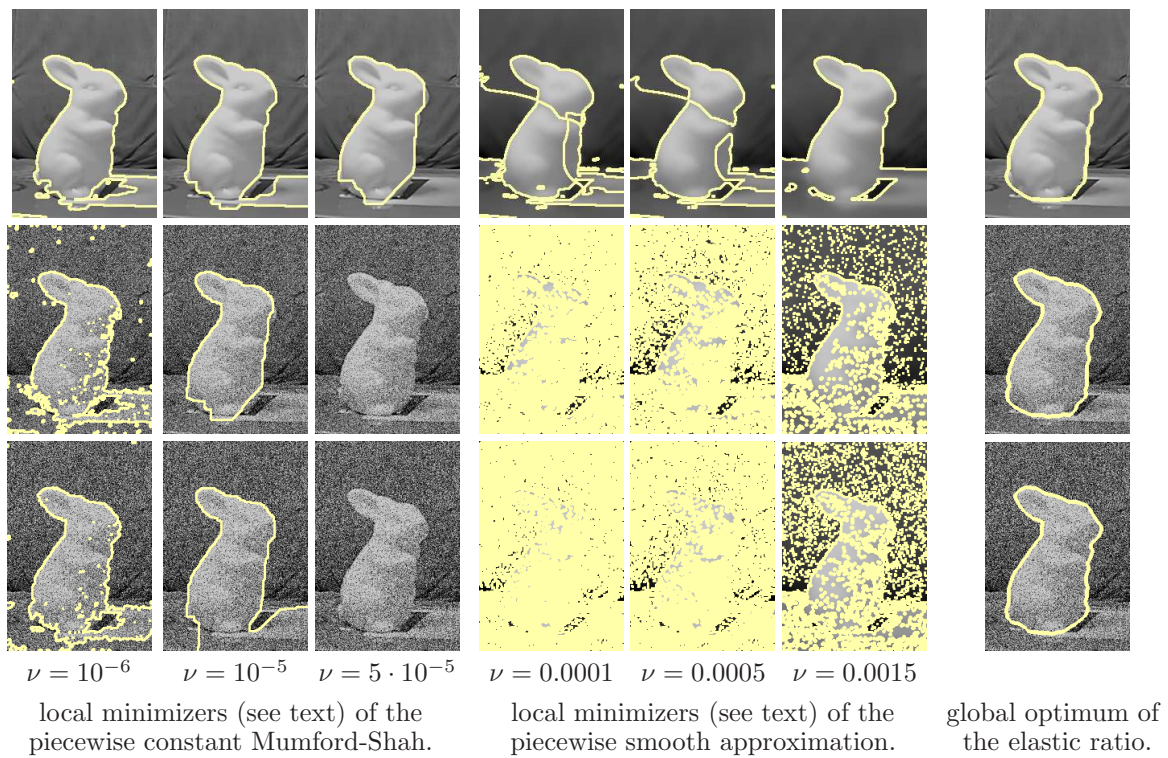 ν = 10⁻⁶ ν = 10⁻⁵ ν = 5 · 10⁻⁵ ν = 0.0001 ν = 0.0005 ν = 0.0015
local minimizers (see text) of the
piecewise constant Mumford-Shah.
local minimizers (see text) of the
piecewise smooth approximation.
global optimum of
the elastic ratio.